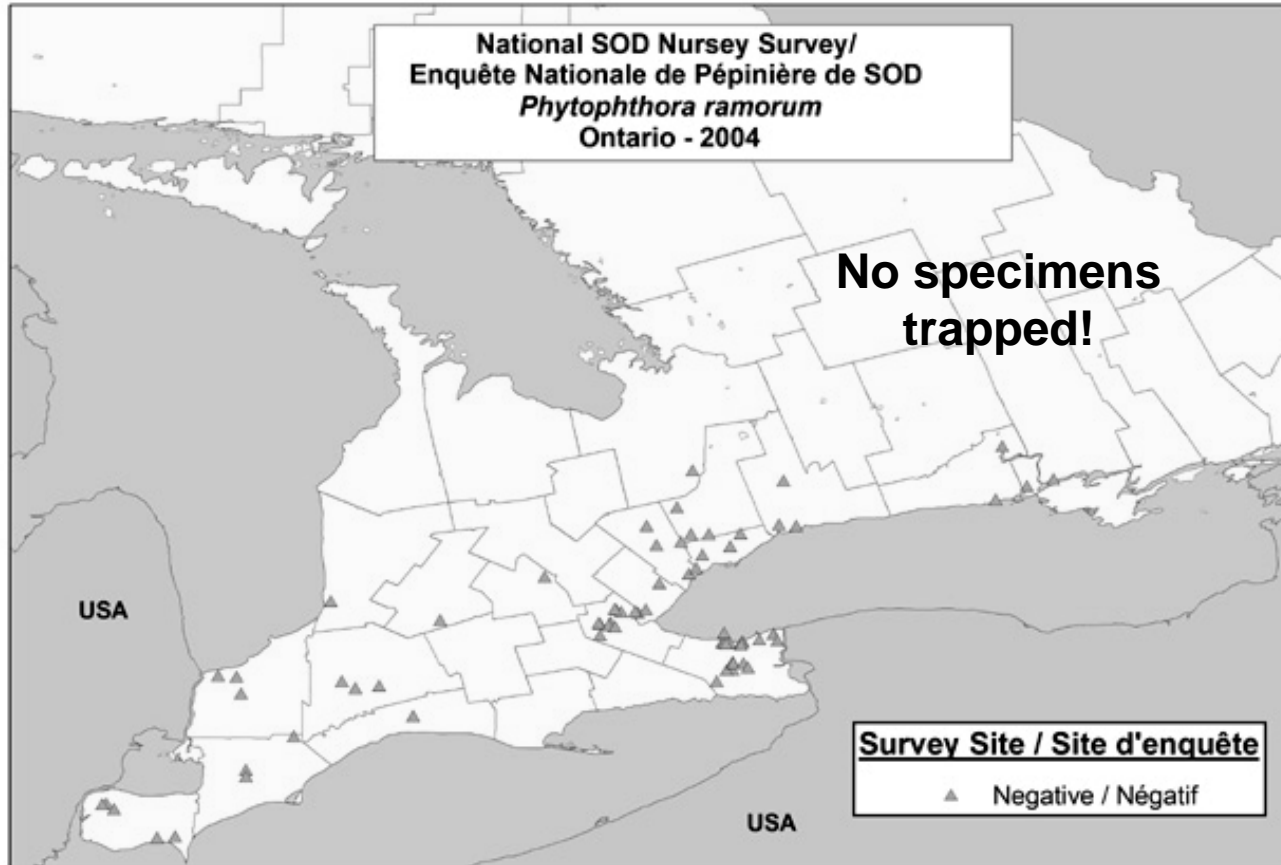 National SOD Nursey Survey/
Enquête Nationale de Pépinière de SOD
Phytophthora ramorum
Ontario - 2004
No specimens
trapped!
USA
Survey Site / Site d'enquête
Negative / Négatif
USA